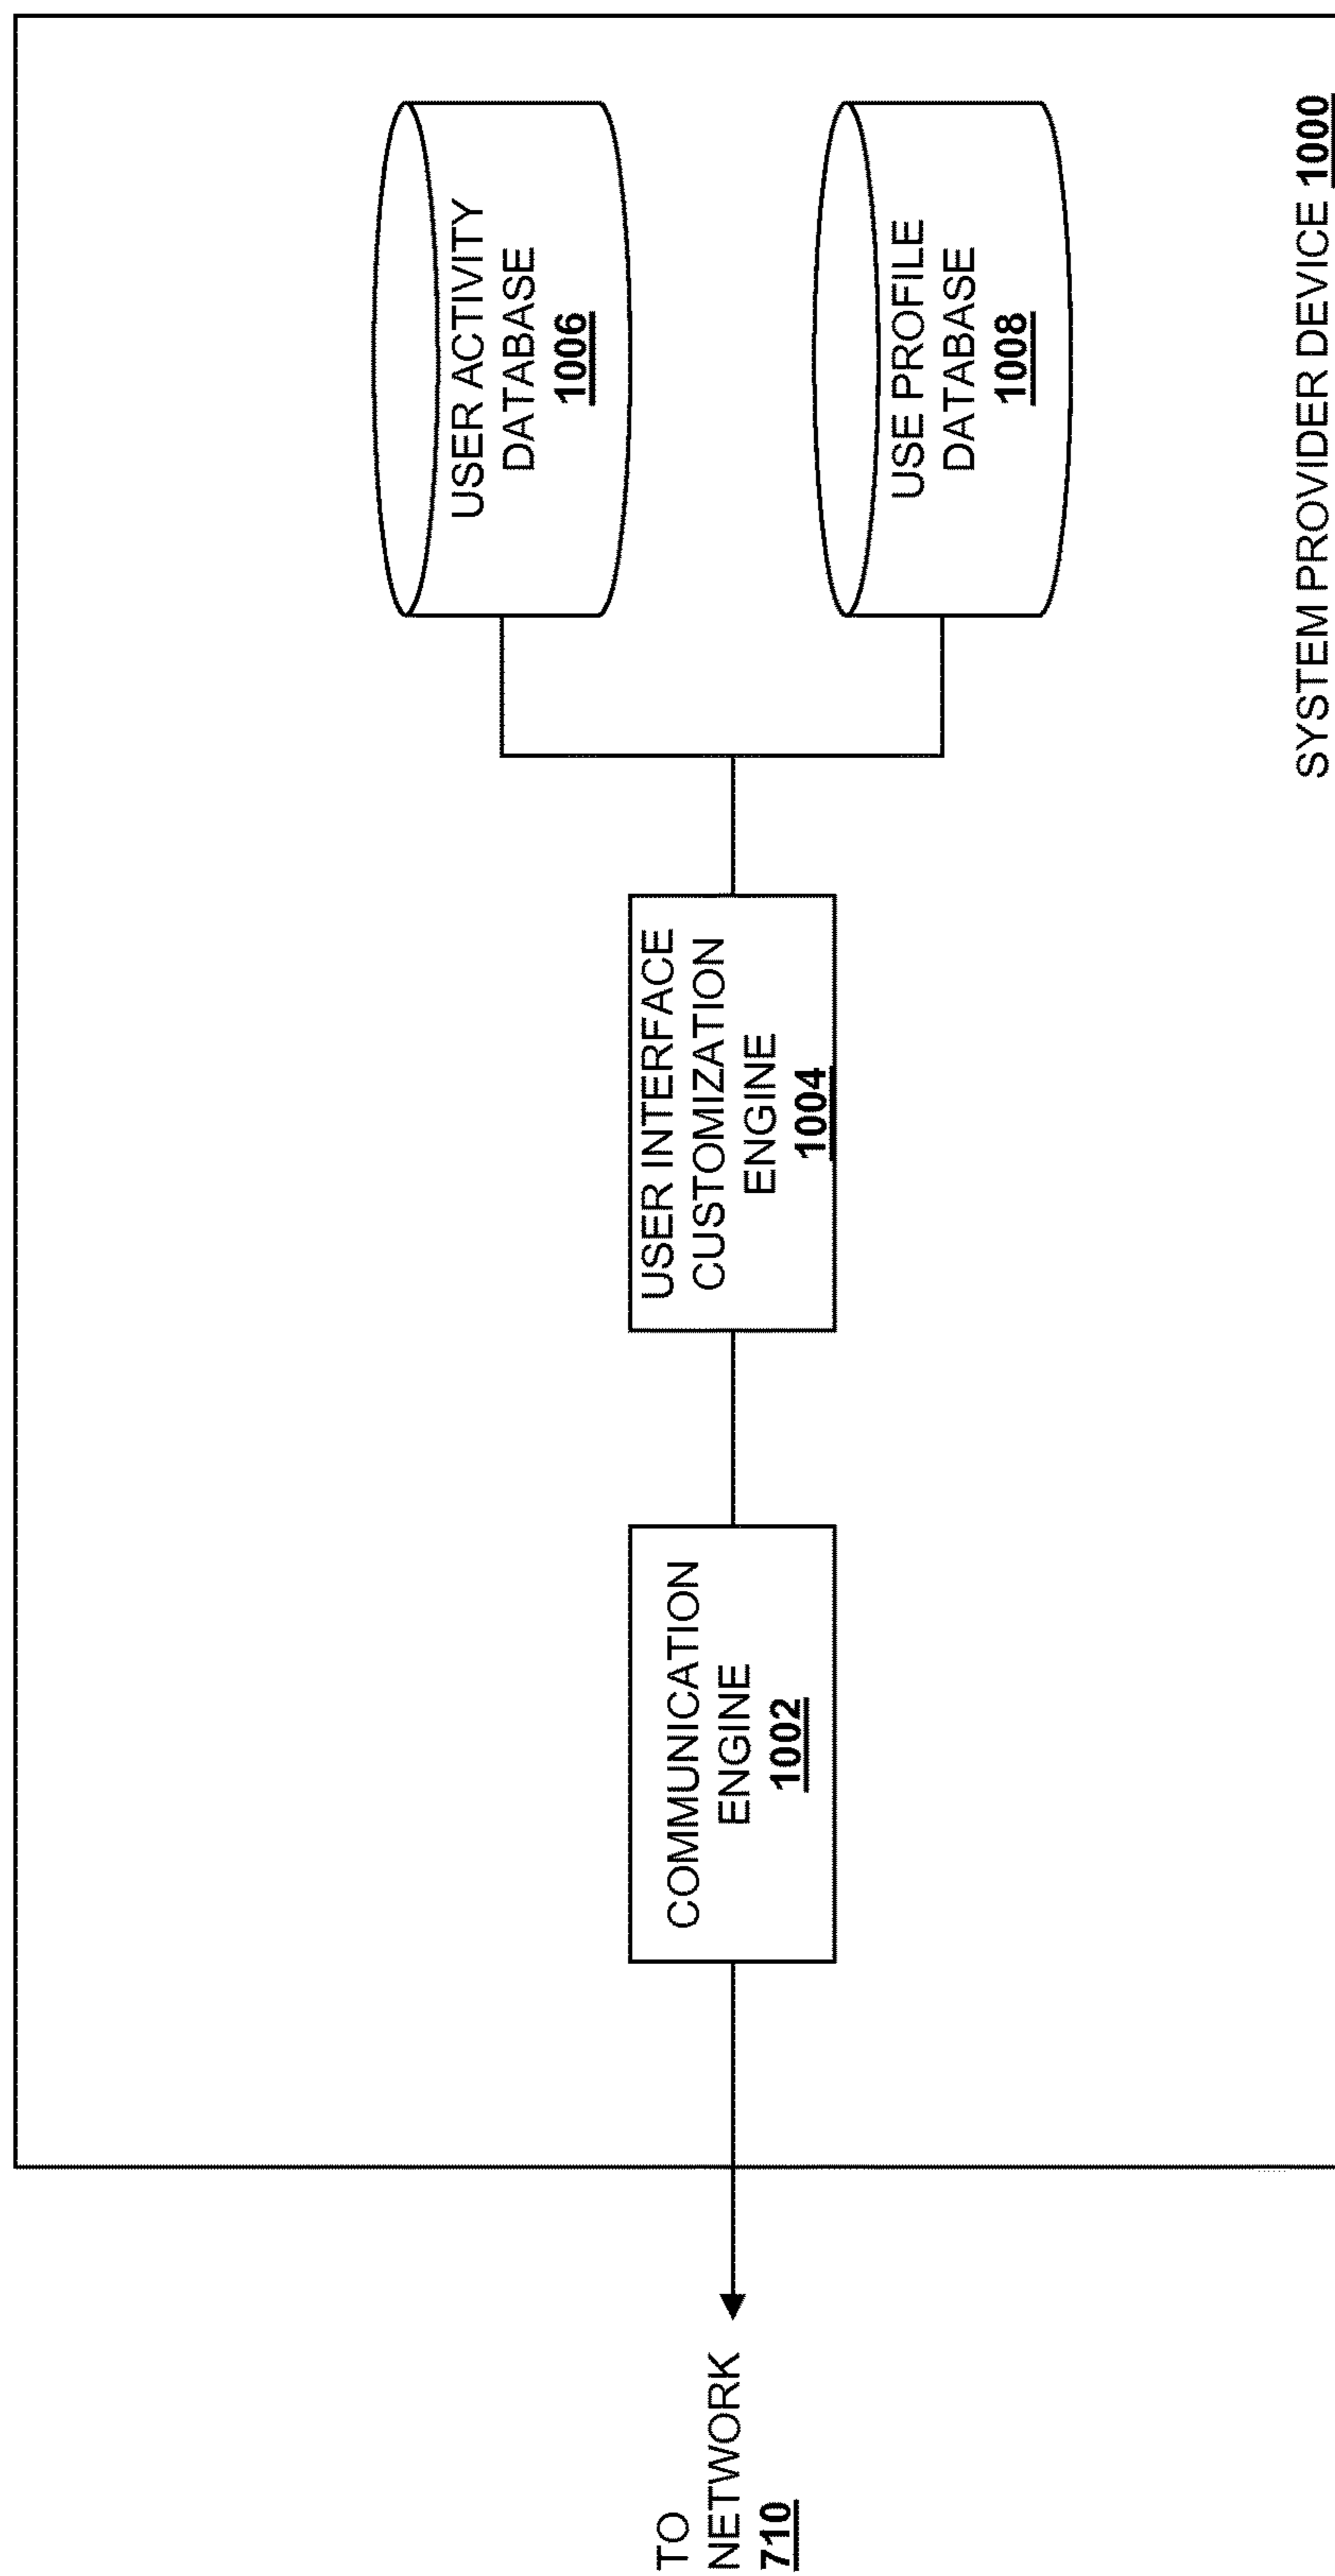 TO
NETWORK
710
COMMUNICATION
ENGINE
1002
USER INTERFACE
CUSTOMIZATION
ENGINE
1004
USER ACTIVITY
DATABASE
1006
USE PROFILE
DATABASE
1008
SYSTEM PROVIDER DEVICE 1000